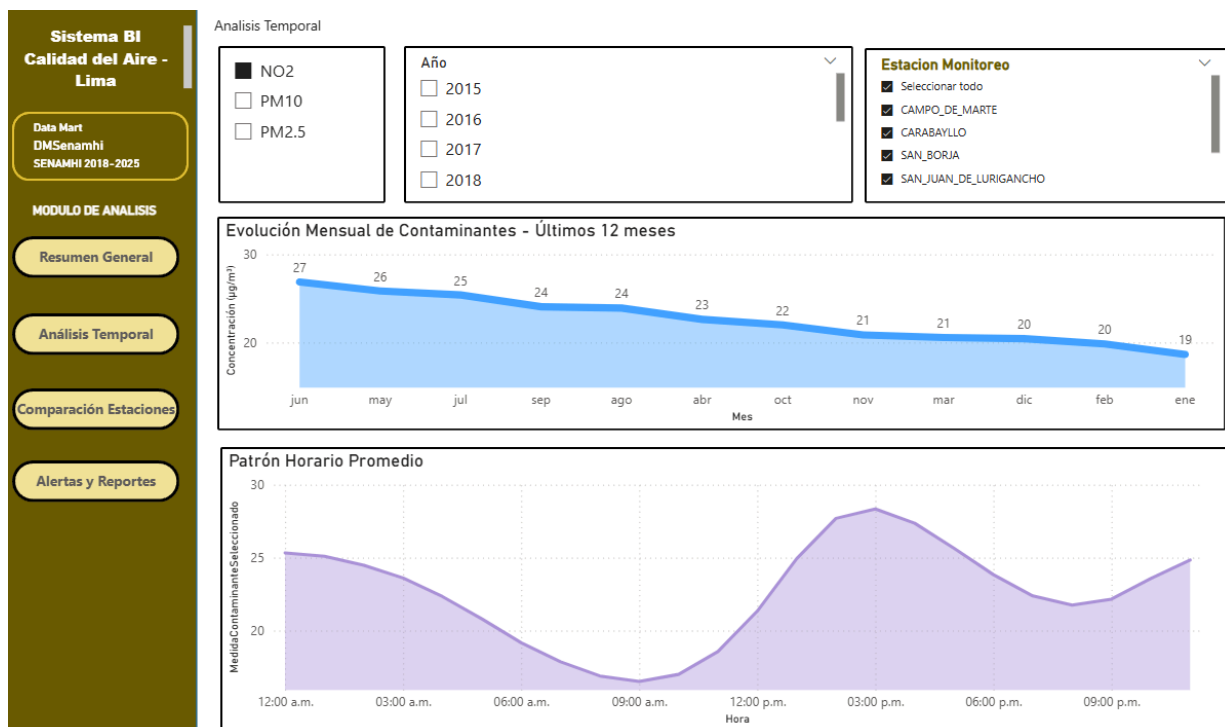 Sistema BI
Calidad del Aire -
Lima
Data Mart
DMSenamhi
SENAMHI 2018-2025
MODULO DE ANALISIS
Resumen General
Análisis Temporal
Comparación Estaciones
Alertas y Reportes
Analisis Temporal
NO2
PM10
PM2.5
Año
2015
2016
2017
2018
Estacion Monitoreo
Seleccionar todo
CAMPO_DE_MARTE
CARABAYLLO
SAN_BORJA
SAN_JUAN_DE_LURIGANCHO
Evolución Mensual de Contaminantes - Últimos 12 meses
Concentración (µg/m³)
30
20
27 26 25 24 24 23 22 21 21 20 20 19
jun may jul sep ago abr oct nov mar dic feb ene
Mes
Patrón Horario Promedio
MedidaContaminanteSeleccionado
30
25
20
12:00 a.m. 03:00 a.m. 06:00 a.m. 09:00 a.m. 12:00 p.m. 03:00 p.m. 06:00 p.m. 09:00 p.m.
Hora